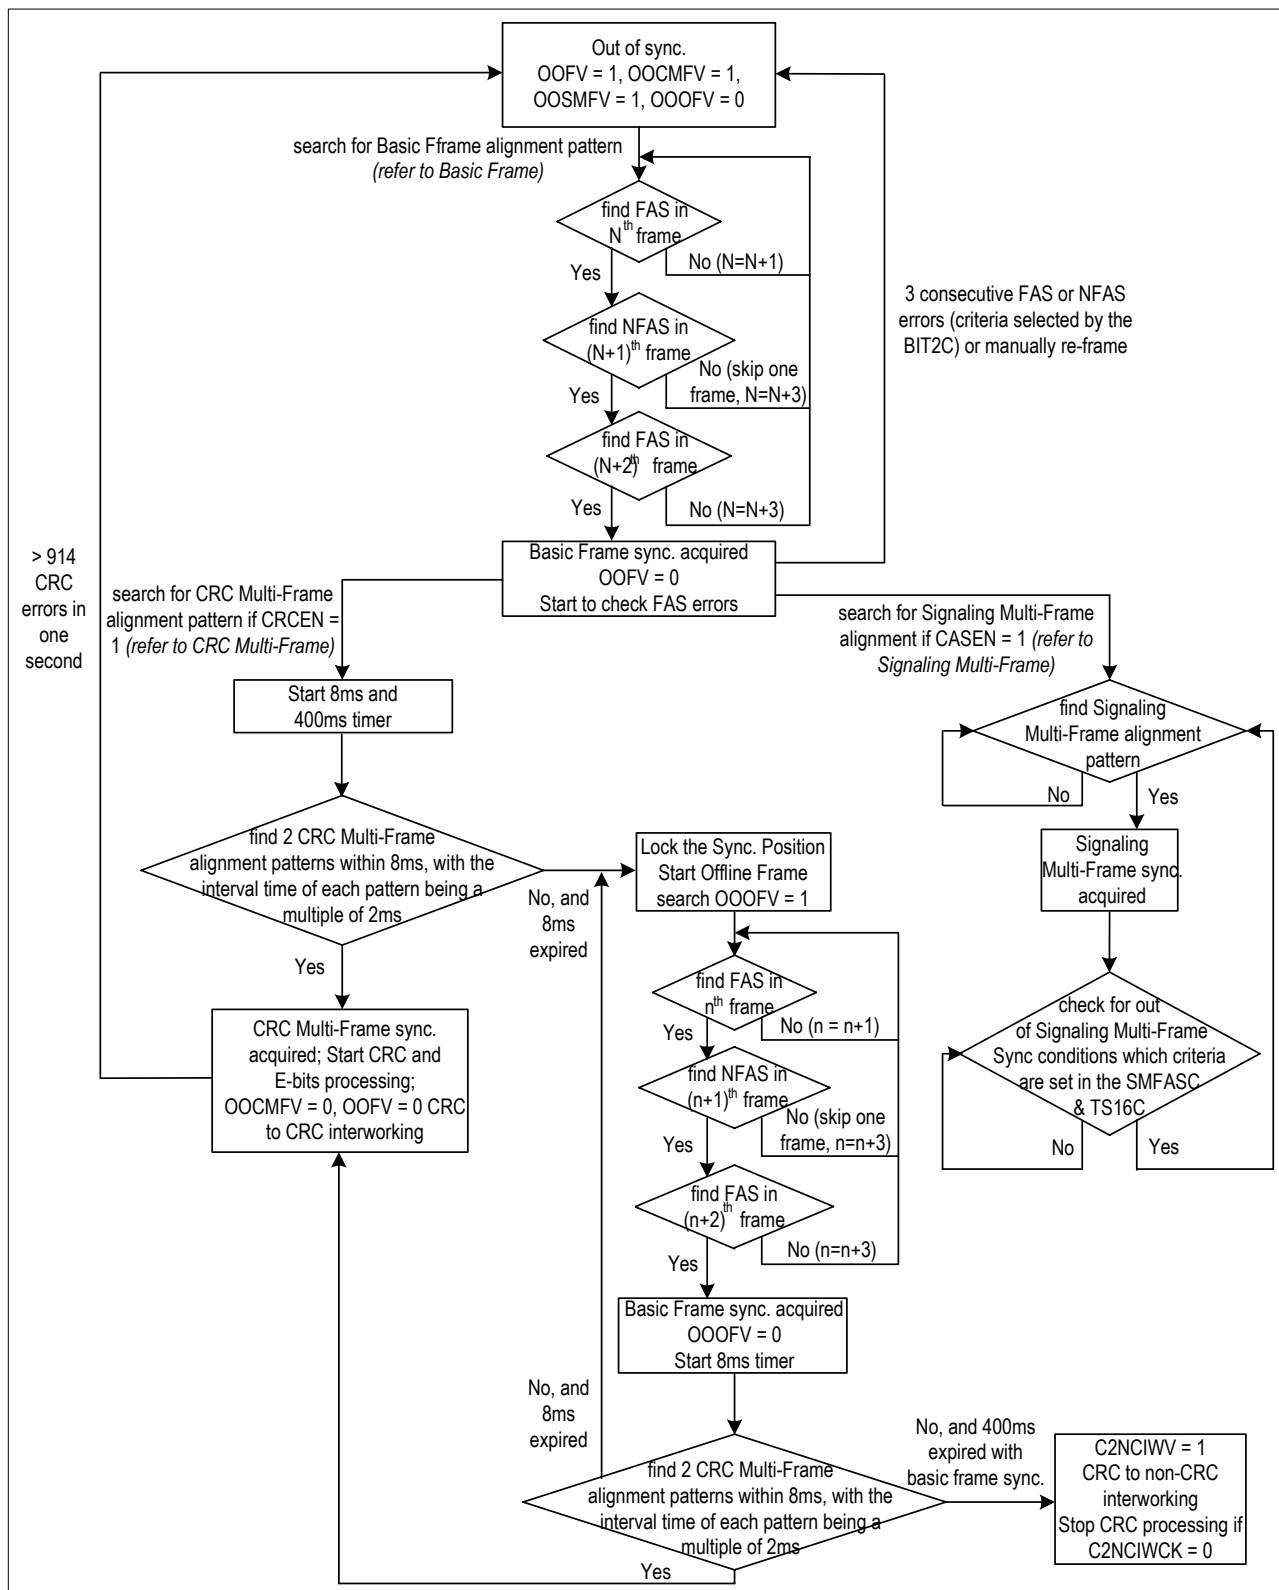 Out of sync.
OOFV = 1, OOCMFV = 1,
OOSMFV = 1, OOOFV = 0
search for Basic Fframe alignment pattern
(refer to Basic Frame)
find FAS in
Nth frame
No (N=N+1)
Yes
find NFAS in
(N+1)th frame
No (skip one
frame, N=N+3)
Yes
find FAS in
(N+2)th frame
No (N=N+3)
Yes
3 consecutive FAS or NFAS
errors (criteria selected by the
BIT2C) or manually re-frame
Basic Frame sync. acquired
OOFV = 0
Start to check FAS errors
> 914
CRC
errors in
one
second
search for CRC Multi-Frame
alignment pattern if CRCEN =
1 (refer to CRC Multi-Frame)
search for Signaling Multi-Frame
alignment if CASEN = 1 (refer to
Signaling Multi-Frame)
Start 8ms and
400ms timer
find Signaling
Multi-Frame alignment
pattern
No
Yes
find 2 CRC Multi-Frame
alignment patterns within 8ms, with the
interval time of each pattern being a
multiple of 2ms
No, and
8ms
expired
Yes
Lock the Sync. Position
Start Offline Frame
search OOOFV = 1
Signaling
Multi-Frame sync.
acquired
find FAS in
nth frame
No (n = n+1)
Yes
find NFAS in
(n+1)th frame
No (skip one
frame, n=n+3)
Yes
find FAS in
(n+2)th frame
No (n=n+3)
Yes
check for out
of Signaling Multi-Frame
Sync conditions which criteria
are set in the SMFASC
& TS16C
No
Yes
CRC Multi-Frame sync.
acquired; Start CRC and
E-bits processing;
OOCMFV = 0, OOFV = 0 CRC
to CRC interworking
Basic Frame sync. acquired
OOOFV = 0
Start 8ms timer
No, and
8ms
expired
find 2 CRC Multi-Frame
alignment patterns within 8ms, with the
interval time of each pattern being a
multiple of 2ms
Yes
No, and 400ms
expired with
basic frame sync.
C2NCIWV = 1
CRC to non-CRC
interworking
Stop CRC processing if
C2NCIWCK = 0